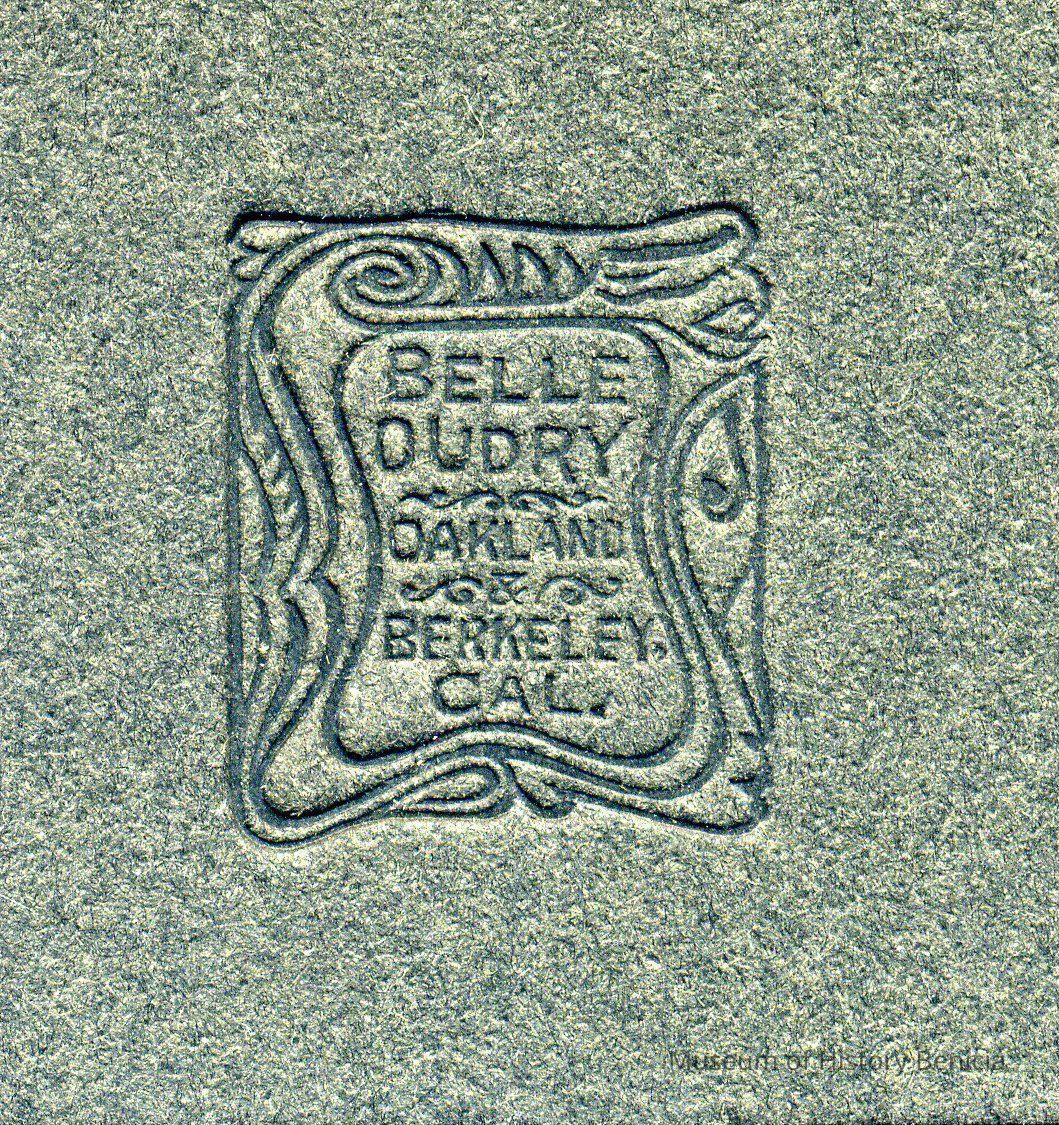 BELLE
OUDRY
OAKLAND
&
BERKELEY,
CAL.
Museum of History Benicia